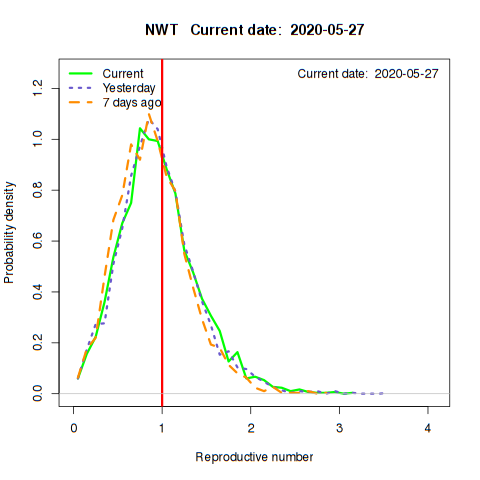 NWT   Current date:  2020-05-27
Current date:  2020-05-27
Current
Yesterday
7 days ago
Probability density
0.0 0.2 0.4 0.6 0.8 1.0 1.2
0 1 2 3 4
Reproductive number